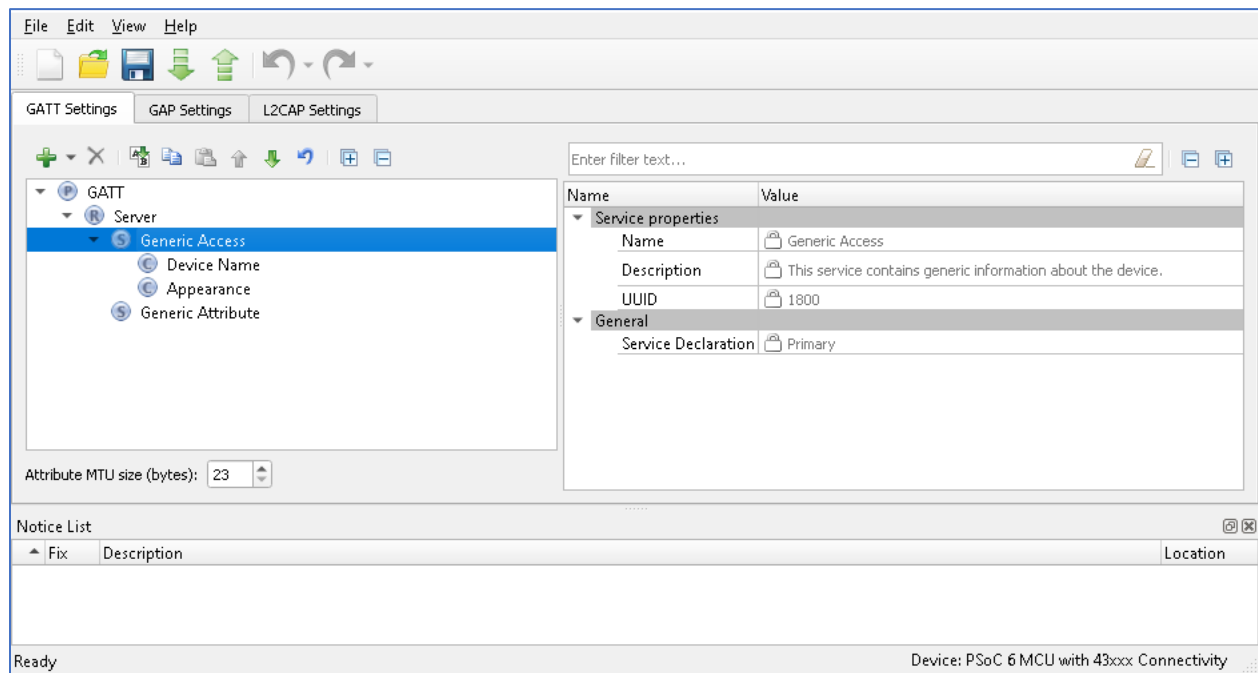 File Edit View Help
GATT Settings GAP Settings L2CAP Settings
Enter filter text...
P GATT
R Server
S Generic Access
C Device Name
C Appearance
S Generic Attribute
Attribute MTU size (bytes): 23
Name Value
Service properties
Name Generic Access
Description This service contains generic information about the device.
UUID 1800
General
Service Declaration Primary
Notice List
Fix Description Location
Ready Device: PSoC 6 MCU with 43xxx Connectivity